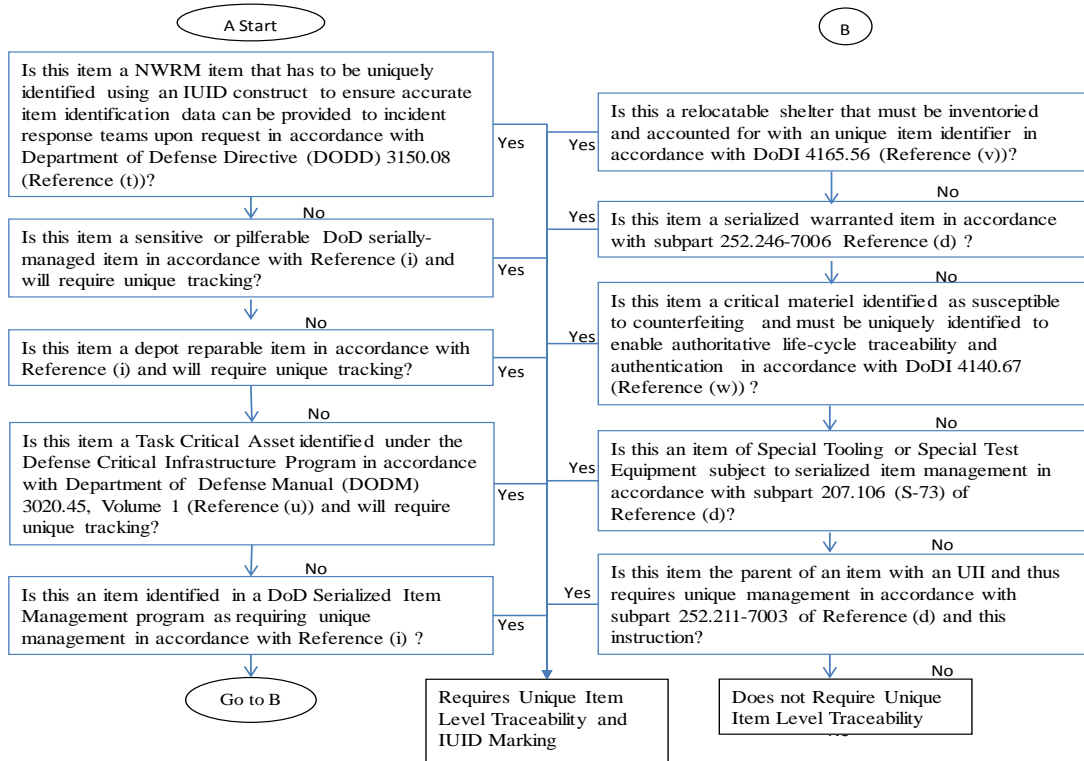 A Start
Is this item a NWRM item that has to be uniquely
identified using an IUID construct to ensure accurate
item identification data can be provided to incident
response teams upon request in accordance with
Department of Defense Directive (DODD) 3150.08
(Reference (t))?
Yes
No
Is this item a sensitive or pilferable DoD serially-
managed item in accordance with Reference (i) and
will require unique tracking?
Yes
No
Is this item a depot reparable item in accordance with
Reference (i) and will require unique tracking?
Yes
No
Is this item a Task Critical Asset identified under the
Defense Critical Infrastructure Program in accordance
with Department of Defense Manual (DODM)
3020.45, Volume 1 (Reference (u)) and will require
unique tracking?
Yes
No
Is this an item identified in a DoD Serialized Item
Management program as requiring unique
management in accordance with Reference (i) ?
Yes
Go to B
B
Is this a relocatable shelter that must be inventoried
and accounted for with an unique item identifier in
accordance with DoDI 4165.56 (Reference (v))?
Yes
No
Is this item a serialized warranted item in accordance
with subpart 252.246-7006 Reference (d) ?
Yes
No
Is this item a critical materiel identified as susceptible
to counterfeiting and must be uniquely identified to
enable authoritative life-cycle traceability and
authentication in accordance with DoDI 4140.67
(Reference (w)) ?
Yes
No
Is this an item of Special Tooling or Special Test
Equipment subject to serialized item management in
accordance with subpart 207.106 (S-73) of
Reference (d)?
Yes
No
Is this item the parent of an item with an UII and thus
requires unique management in accordance with
subpart 252.211-7003 of Reference (d) and this
instruction?
Yes
No
Requires Unique Item
Level Traceability and
IUID Marking
Does not Require Unique
Item Level Traceability